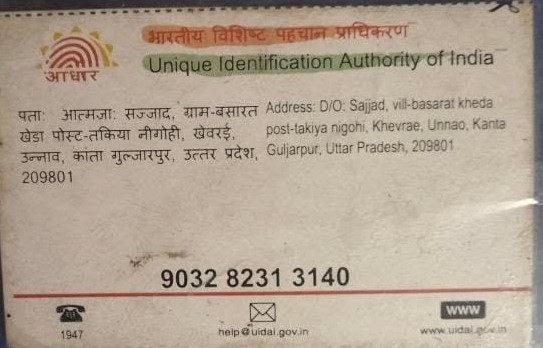 भारतीय विशिष्ट पहचान प्राधिकरण
Unique Identification Authority of India
आधार
पता: आत्मजा: सज्जाद, ग्राम-बसारत
खेडा पोस्ट-तकिया नीगोही, खेवरई,
उन्नाव, कांता गुल्जारपुर, उत्तर प्रदेश,
209801
Address: D/O: Sajjad, vill-basarat kheda
post-takiya nigohi, Khevrae, Unnao, Kanta
Guljarpur, Uttar Pradesh, 209801
9032 8231 3140
1947
help@uidai.gov.in
www
www.uidai.gov.in